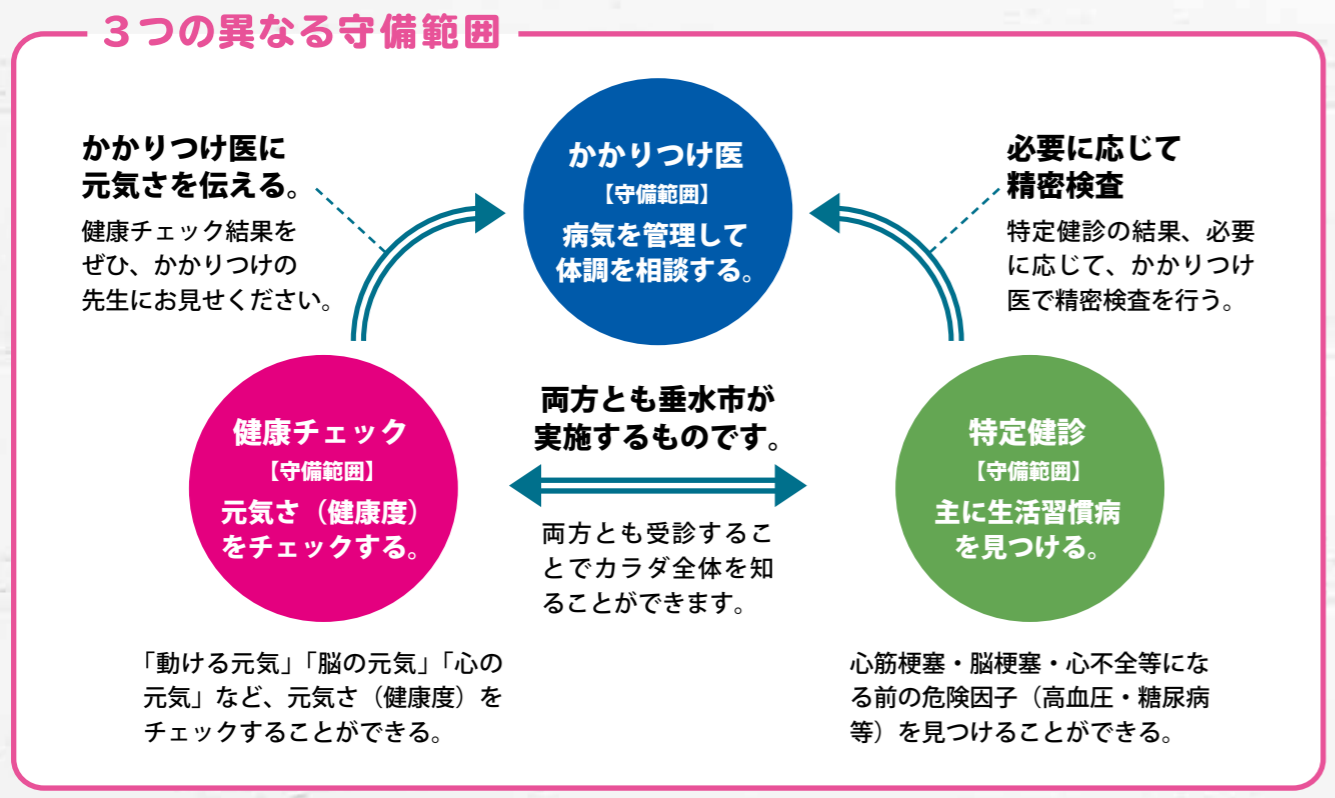 3つの異なる守備範囲
かかりつけ医に
元気さを伝える。
健康チェック結果を
ぜひ、かかりつけの
先生にお見せください。
かかりつけ医
【守備範囲】
病気を管理して
体調を相談する。
必要に応じて
精密検査
特定健診の結果、必要
に応じて、かかりつけ
医で精密検査を行う。
健康チェック
【守備範囲】
元気さ（健康度）
をチェックする。
両方とも垂水市が
実施するものです。
両方とも受診するこ
とでカラダ全体を知
ることができます。
特定健診
【守備範囲】
主に生活習慣病
を見つける。
「動ける元気」「脳の元気」「心の
元気」など、元気さ（健康度）を
チェックすることができる。
心筋梗塞・脳梗塞・心不全等にな
る前の危険因子（高血圧・糖尿病
等）を見つけることができる。